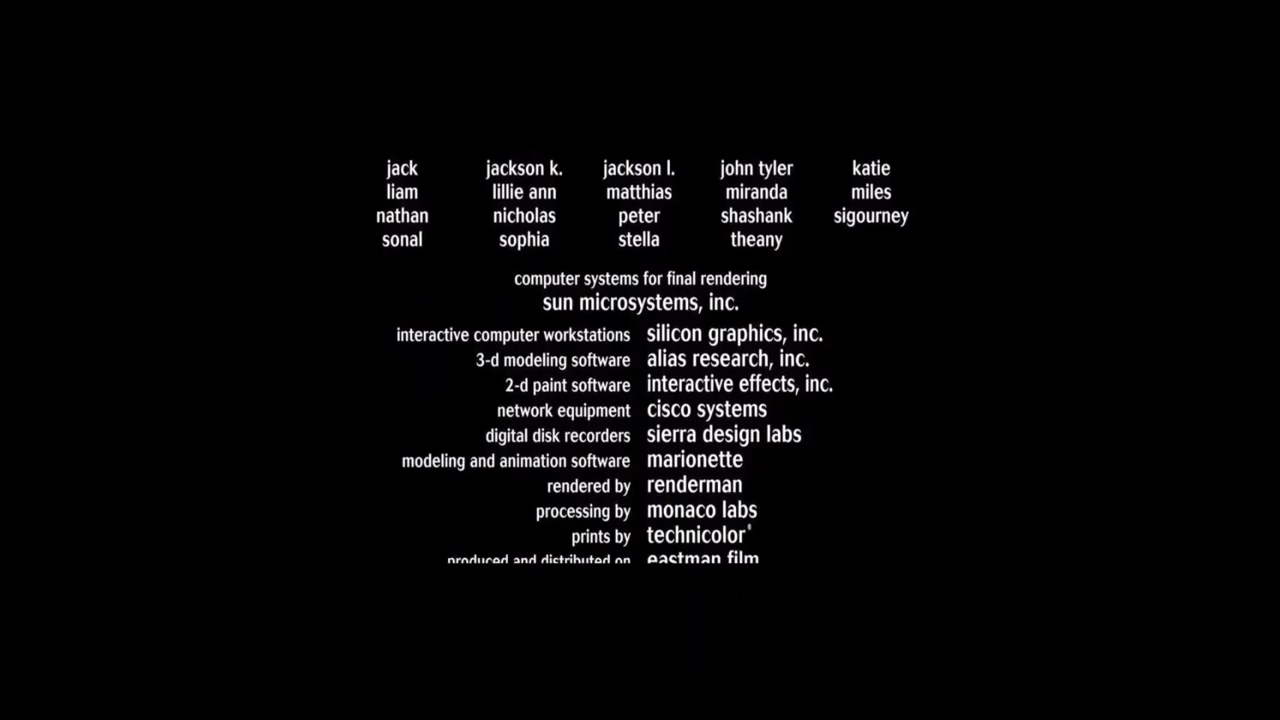 jack jackson k. jackson l. john tyler katie
liam lillie ann matthias miranda miles
nathan nicholas peter shashank sigourney
sonal sophia stella theany
computer systems for final rendering
sun microsystems, inc.
interactive computer workstations silicon graphics, inc.
3-d modeling software alias research, inc.
2-d paint software interactive effects, inc.
network equipment cisco systems
digital disk recorders sierra design labs
modeling and animation software marionette
rendered by renderman
processing by monaco labs
prints by technicolor®
produced and distributed on eastman film